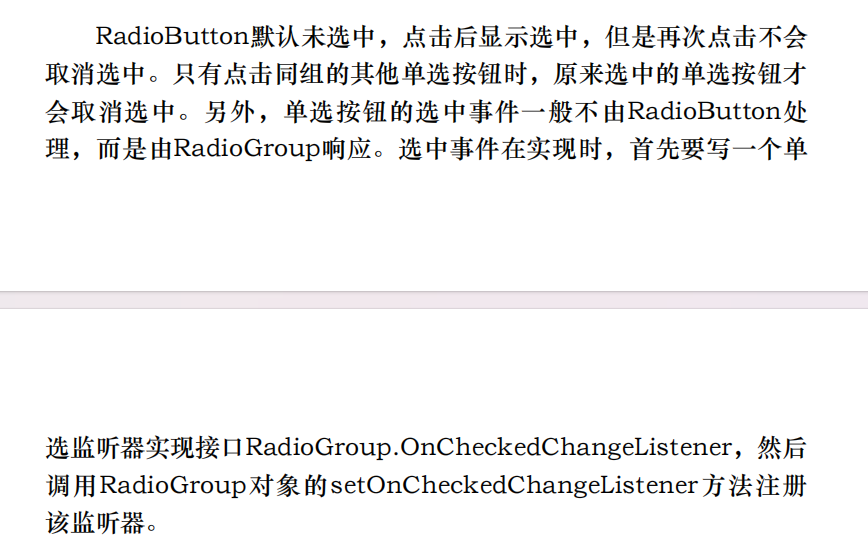 RadioButton默认未选中，点击后显示选中，但是再次点击不会
取消选中。只有点击同组的其他单选按钮时，原来选中的单选按钮才
会取消选中。另外，单选按钮的选中事件一般不由RadioButton处
理，而是由RadioGroup响应。选中事件在实现时，首先要写一个单
选监听器实现接口RadioGroup.OnCheckedChangeListener，然后
调用RadioGroup对象的setOnCheckedChangeListener方法注册
该监听器。